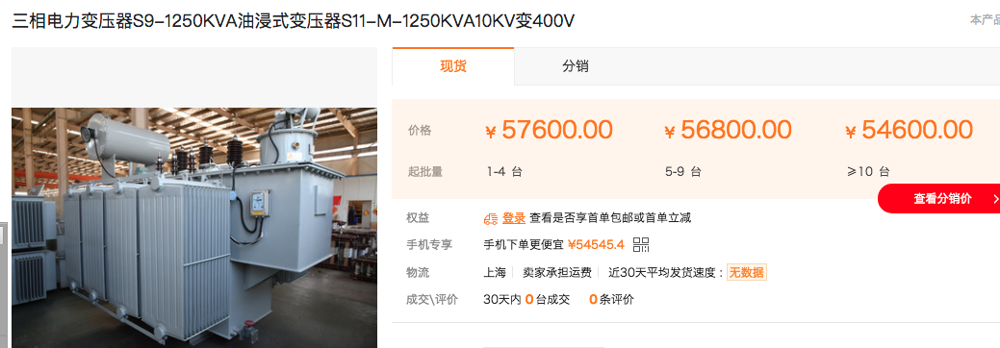 三相电力变压器S9-1250KVA油浸式变压器S11-M-1250KVA10KV变400V
本产品
现货 分销
价格 ¥57600.00 ¥56800.00 ¥54600.00
起批量 1-4 台 5-9 台 ≥10 台
查看分销价 >
权益 登录 查看是否享首单包邮或首单立减
手机专享 手机下单更便宜 ¥54545.4
物流 上海 卖家承担运费 近30天平均发货速度：无数据
成交\评价 30天内 0 台成交 0 条评价